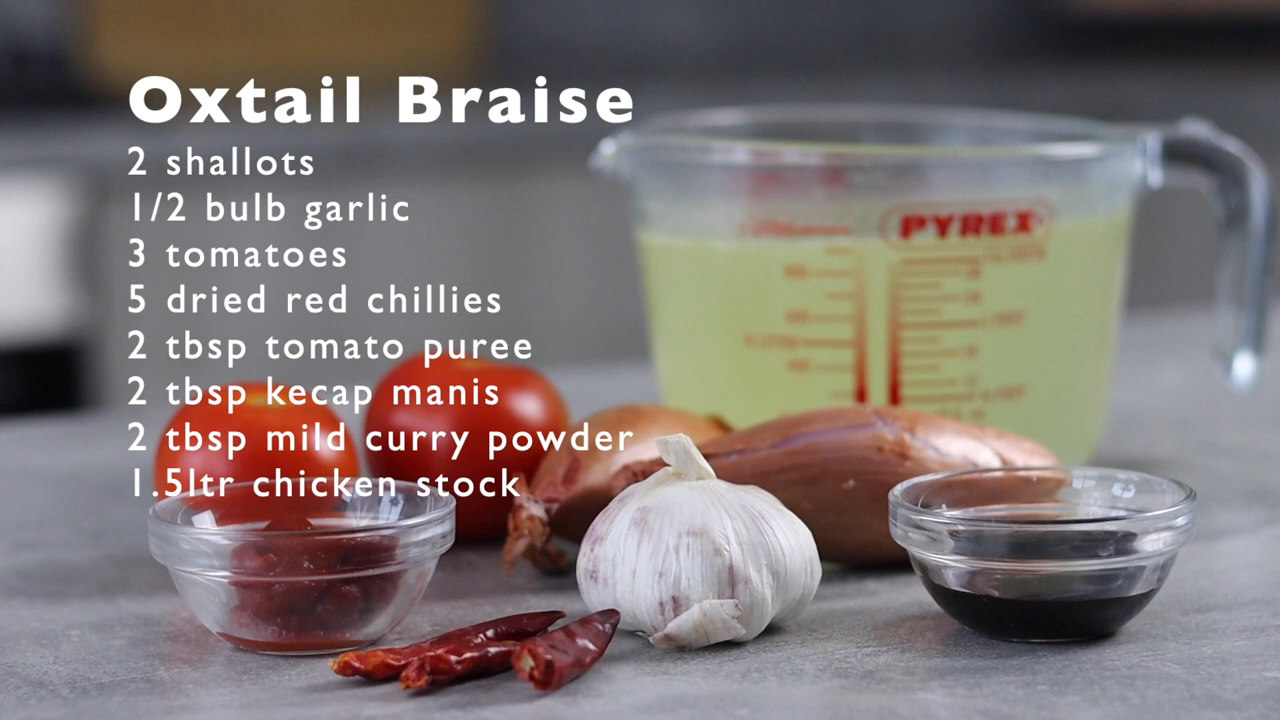 Oxtail Braise
2 shallots
1/2 bulb garlic
3 tomatoes
5 dried red chillies
2 tbsp tomato puree
2 tbsp kecap manis
2 tbsp mild curry powder
1.5ltr chicken stock
PYREX